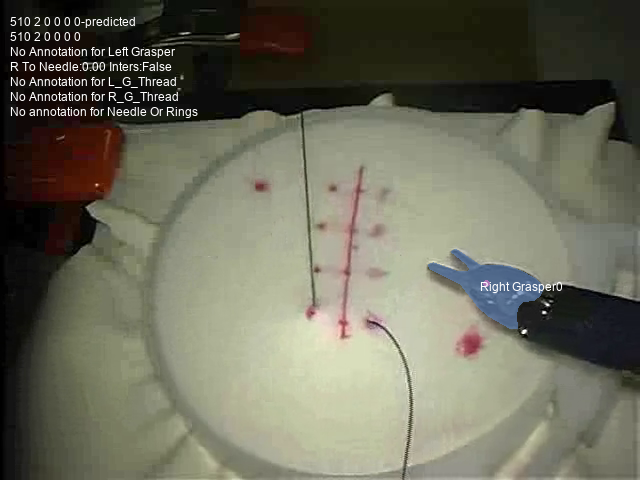 510 2 0 0 0 0-predicted
510 2 0 0 0 0
No Annotation for Left Grasper
R To Needle:0.00 Inters:False
No Annotation for L_G_Thread
No Annotation for R_G_Thread
No annotation for Needle Or Rings
Right Grasper0